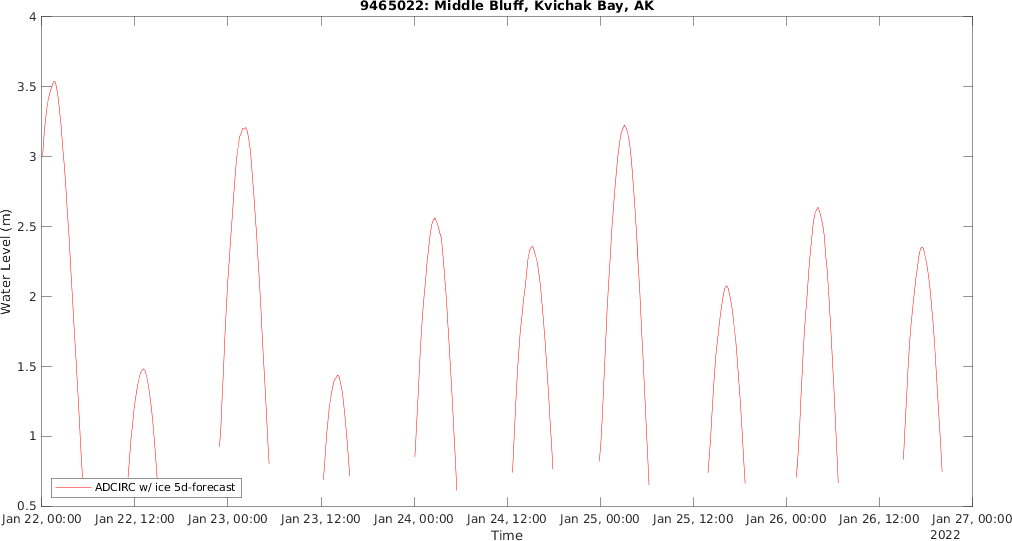 9465022: Middle Bluff, Kvichak Bay, AK
Water Level (m)
4
3.5
3
2.5
2
1.5
1
0.5
ADCIRC w/ ice 5d-forecast
Jan 22, 00:00 Jan 22, 12:00 Jan 23, 00:00 Jan 23, 12:00 Jan 24, 00:00 Jan 24, 12:00 Jan 25, 00:00 Jan 25, 12:00 Jan 26, 00:00 Jan 26, 12:00 Jan 27, 00:00
Time
2022